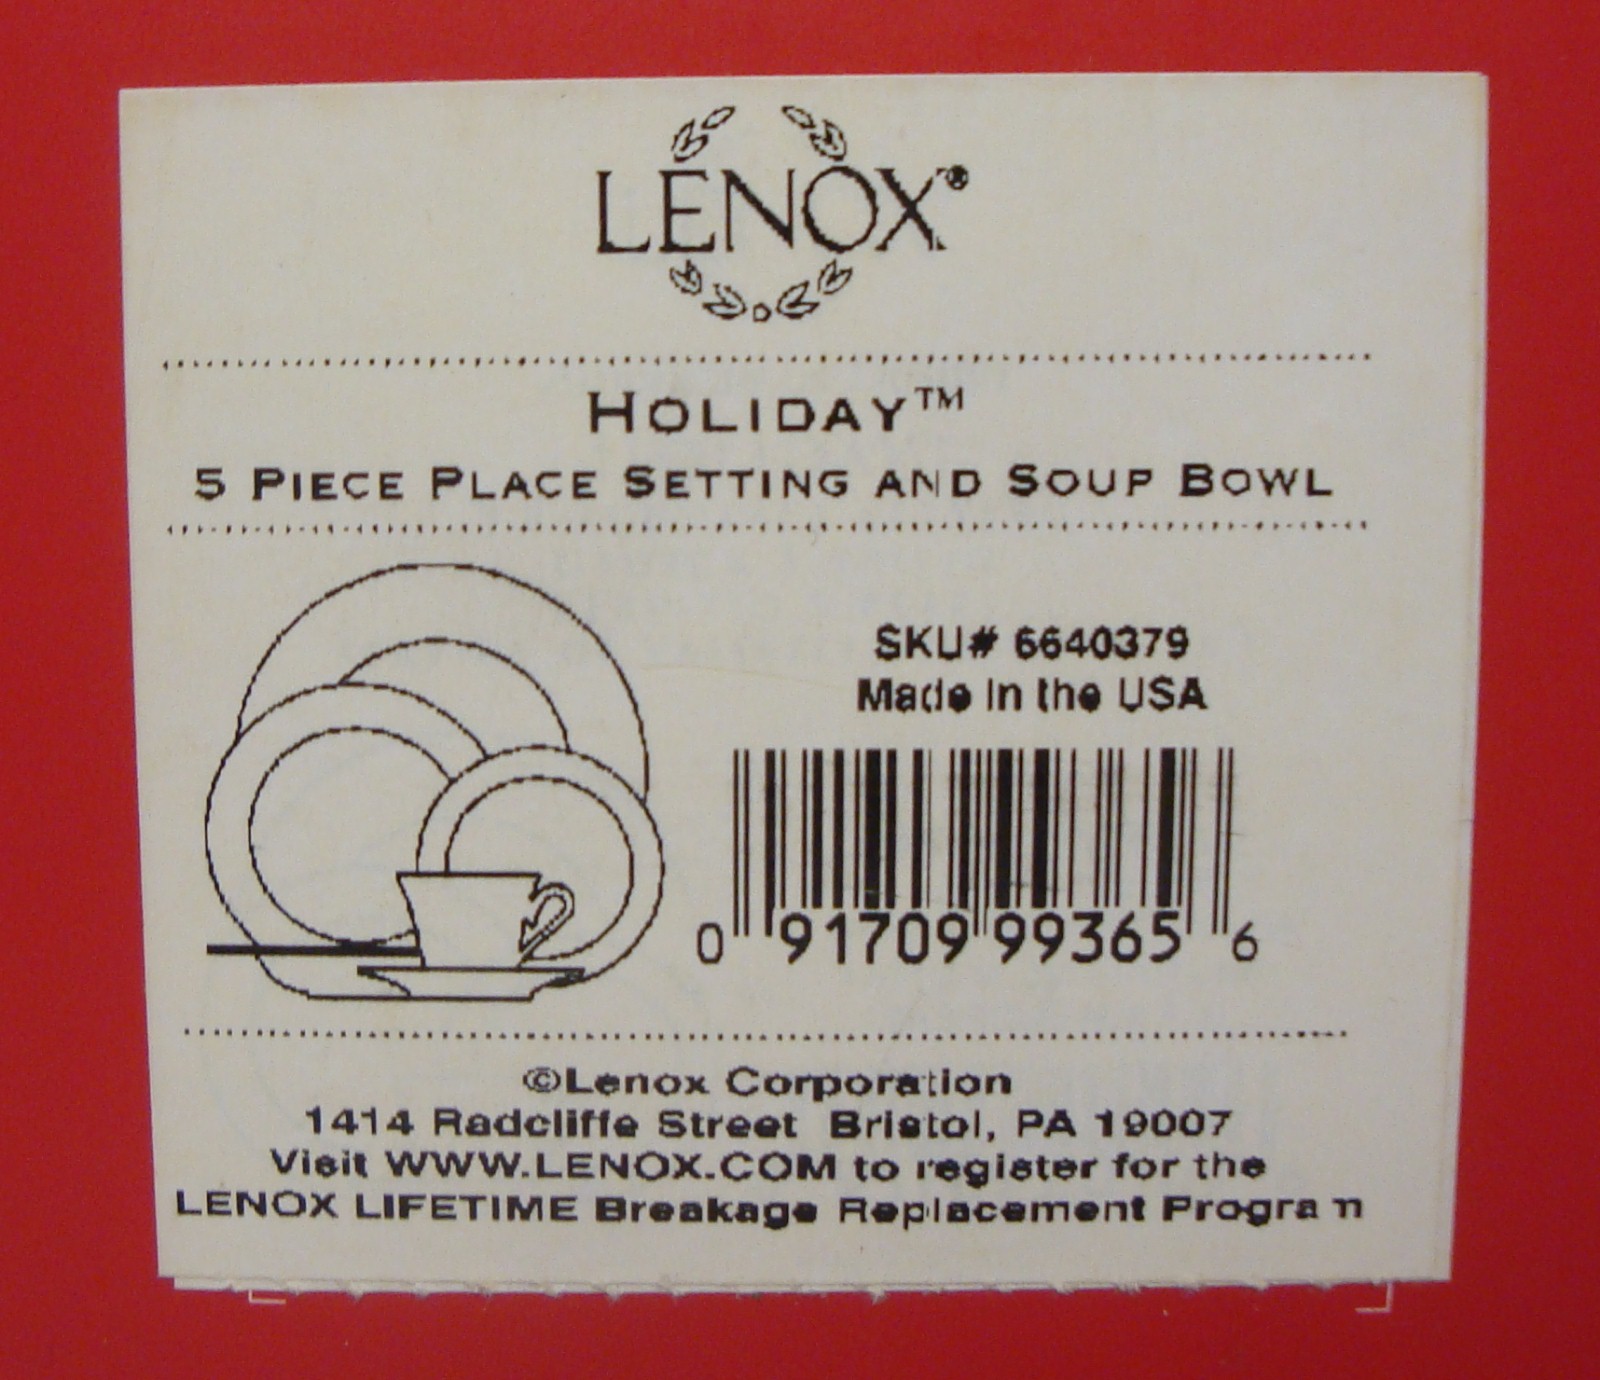 LENOX®
HOLIDAY™
5 PIECE PLACE SETTING AND SOUP BOWL
SKU# 6640379
Made in the USA
0 91709 99365 6
©Lenox Corporation
1414 Radcliffe Street Bristol, PA 19007
Visit WWW.LENOX.COM to register for the
LENOX LIFETIME Breakage Replacement Program